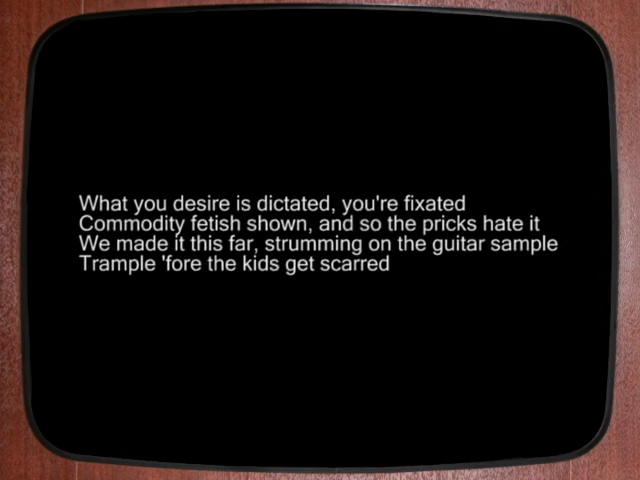 What you desire is dictated, you're fixated
Commodity fetish shown, and so the pricks hate it
We made it this far, strumming on the guitar sample
Trample 'fore the kids get scarred